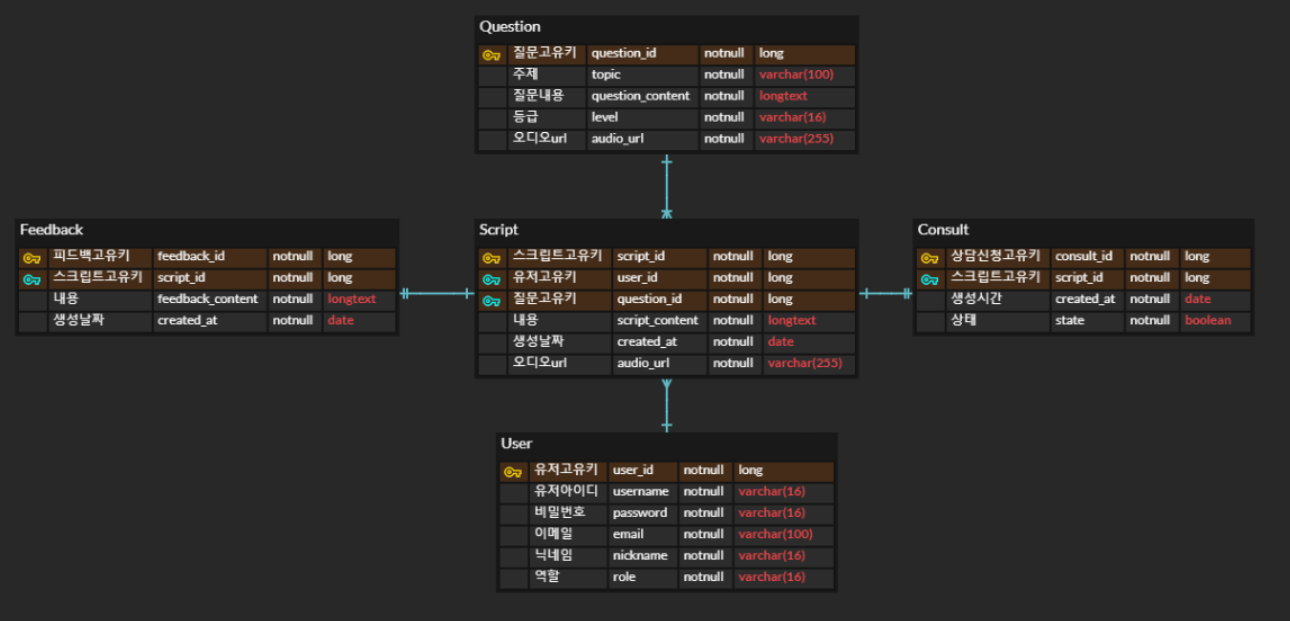 Question
질문고유키 question_id notnull long
주제 topic notnull varchar(100)
질문내용 question_content notnull longtext
등급 level notnull varchar(16)
오디오url audio_url notnull varchar(255)
Feedback
피드백고유키 feedback_id notnull long
스크립트고유키 script_id notnull long
내용 feedback_content notnull longtext
생성날짜 created_at notnull date
Script
스크립트고유키 script_id notnull long
유저고유키 user_id notnull long
질문고유키 question_id notnull long
내용 script_content notnull longtext
생성날짜 created_at notnull date
오디오url audio_url notnull varchar(255)
Consult
상담신청고유키 consult_id notnull long
스크립트고유키 script_id notnull long
생성시간 created_at notnull date
상태 state notnull boolean
User
유저고유키 user_id notnull long
유저아이디 username notnull varchar(16)
비밀번호 password notnull varchar(16)
이메일 email notnull varchar(100)
닉네임 nickname notnull varchar(16)
역할 role notnull varchar(16)